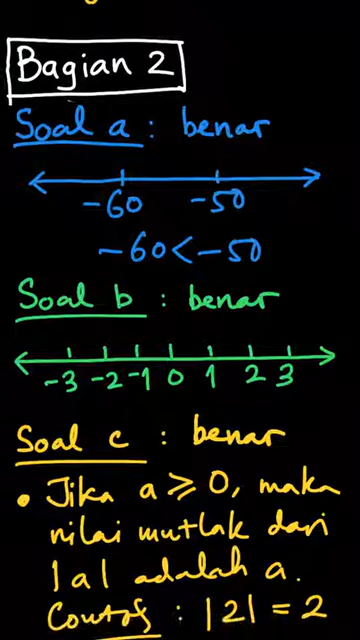 Bagian 2
Soal a : benar
-60 -50
-60 < -50
Soal b : benar
-3 -2 -1 0 1 2 3
Soal c : benar
• Jika a ⩾ 0, maka
nilai mutlak dari
|a| adalah a.
Contoh : |2| = 2